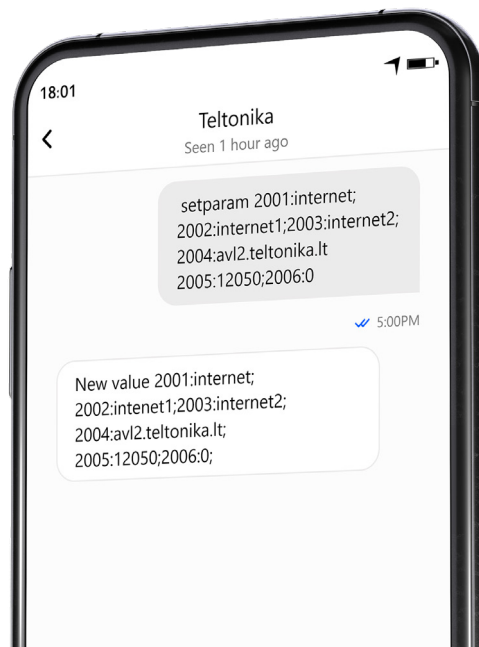 18:01
Teltonika
Seen 1 hour ago
setparam 2001:internet;
2002:internet1;2003:internet2;
2004:avl2.teltonika.lt
2005:12050;2006:0
5:00PM
New value 2001:internet;
2002:intenet1;2003:internet2;
2004:avl2.teltonika.lt;
2005:12050;2006:0;